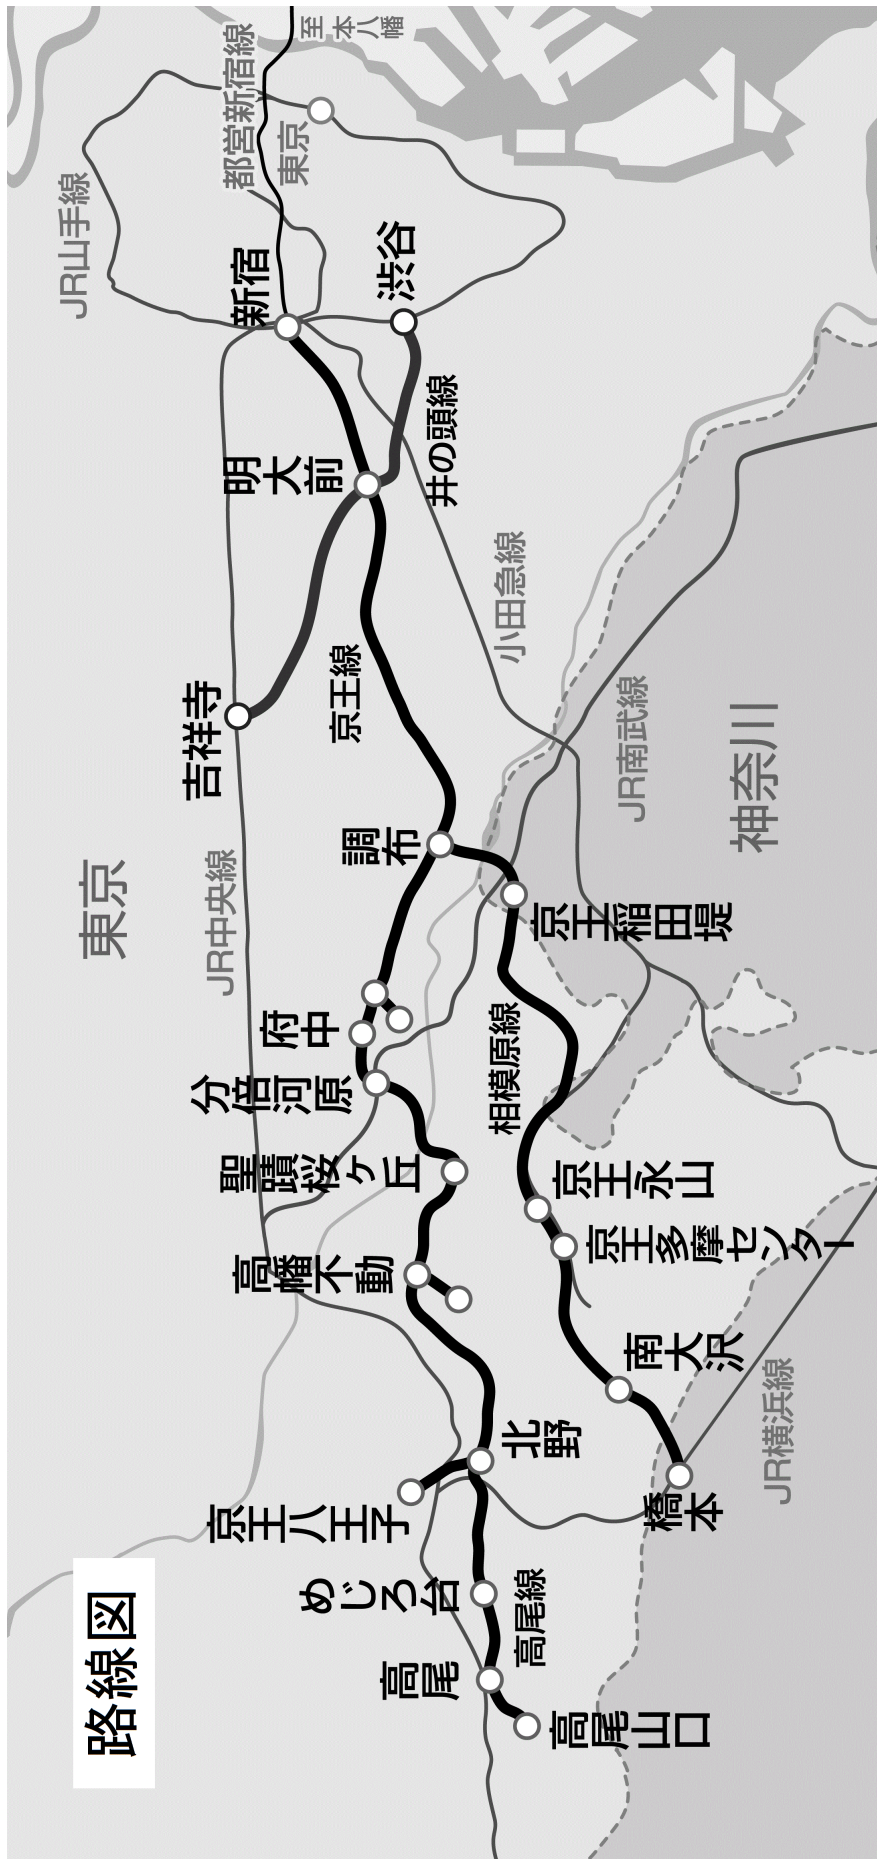 路線図
東京
神奈川
至本八幡
都営新宿線
東京
JR山手線
新宿
渋谷
明大前
井の頭線
吉祥寺
京王線
小田急線
JR中央線
JR南武線
調布
京王稲田堤
府中
分倍河原
相模原線
聖蹟桜ヶ丘
京王永山
京王多摩センター
高幡不動
南大沢
JR横浜線
北野
橋本
京王八王子
めじろ台
高尾線
高尾
高尾山口